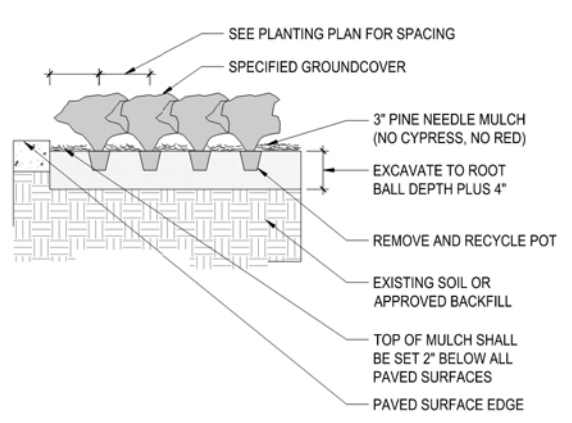 SEE PLANTING PLAN FOR SPACING
SPECIFIED GROUNDCOVER
3" PINE NEEDLE MULCH
(NO CYPRESS, NO RED)
EXCAVATE TO ROOT
BALL DEPTH PLUS 4"
REMOVE AND RECYCLE POT
EXISTING SOIL OR
APPROVED BACKFILL
TOP OF MULCH SHALL
BE SET 2" BELOW ALL
PAVED SURFACES
PAVED SURFACE EDGE